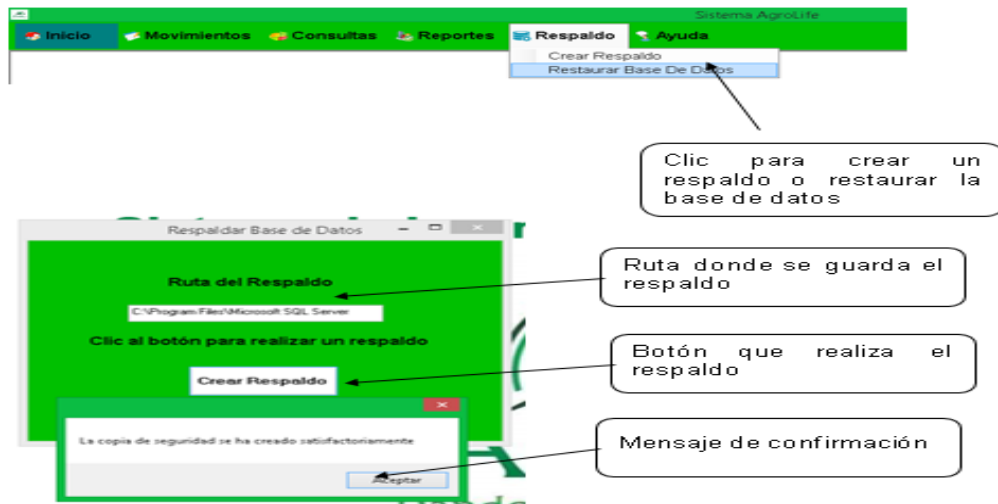 Sistema AgroLife
Inicio Movimientos Consultas Reportes Respaldo Ayuda
Crear Respaldo
Restaurar Base De Datos
Clic para crear un
respaldo o restaurar la
base de datos
Respaldar Base de Datos
Ruta del Respaldo
C:\Program Files\Microsoft SQL Server
Clic al botón para realizar un respaldo
Crear Respaldo
Ruta donde se guarda el
respaldo
Botón que realiza el
respaldo
La copia de seguridad se ha creado satisfactoriamente
Aceptar
Mensaje de confirmación